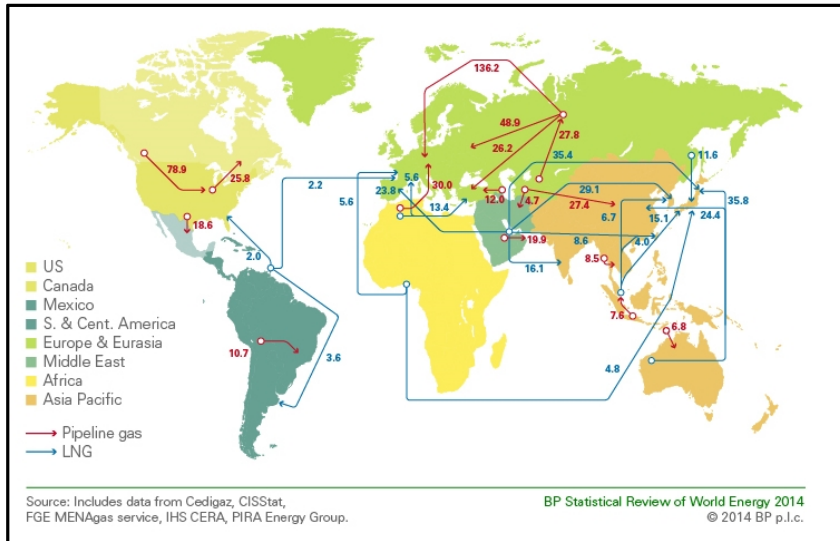 136.2
48.9
27.8
26.2
35.4
11.6
78.9
25.8
2.2
5.6
5.6
23.8
30.0
29.1
12.0
4.7
27.4
6.7
35.8
13.4
15.1
24.4
18.6
8.6
4.0
2.0
19.9
16.1
8.5
US
Canada
Mexico
S. & Cent. America
Europe & Eurasia
Middle East
Africa
Asia Pacific
7.6
6.8
10.7
3.6
4.8
Pipeline gas
LNG
Source: Includes data from Cedigaz, CISStat,
FGE MENAgas service, IHS CERA, PIRA Energy Group.
BP Statistical Review of World Energy 2014
© 2014 BP p.l.c.